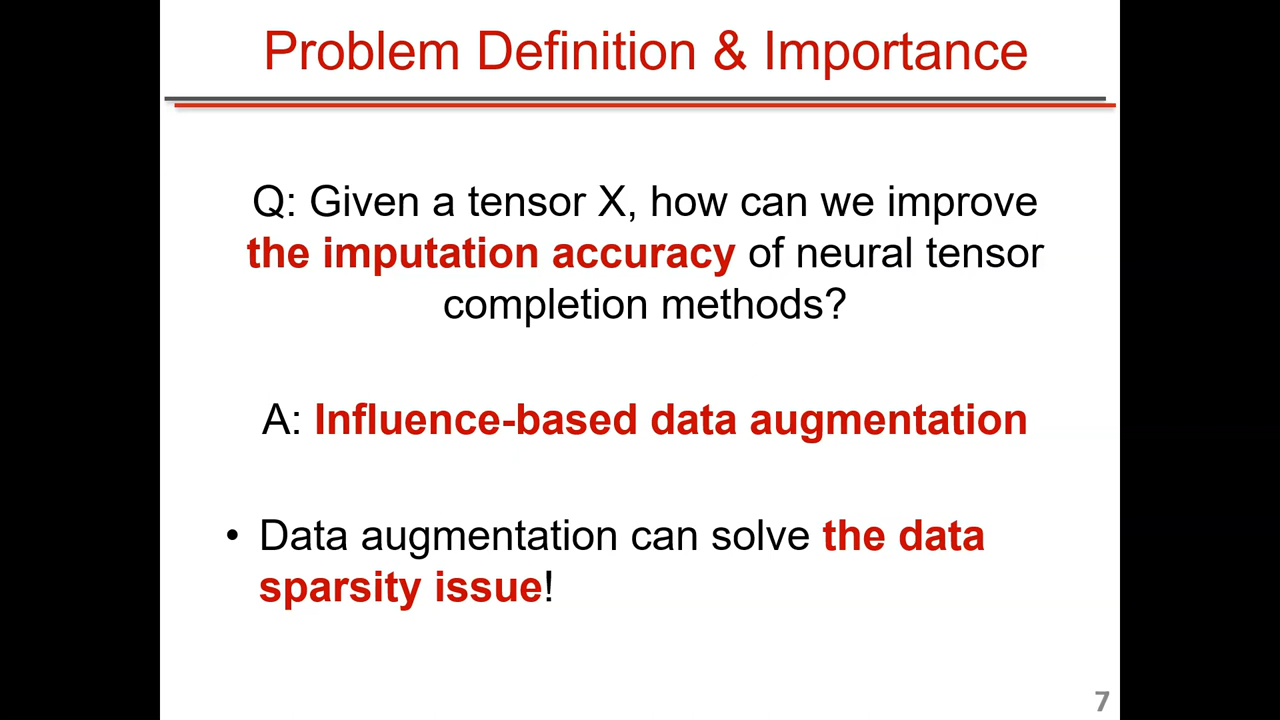 Problem Definition & Importance
Q: Given a tensor X, how can we improve
the imputation accuracy of neural tensor
completion methods?
A: Influence-based data augmentation
• Data augmentation can solve the data
sparsity issue!
7